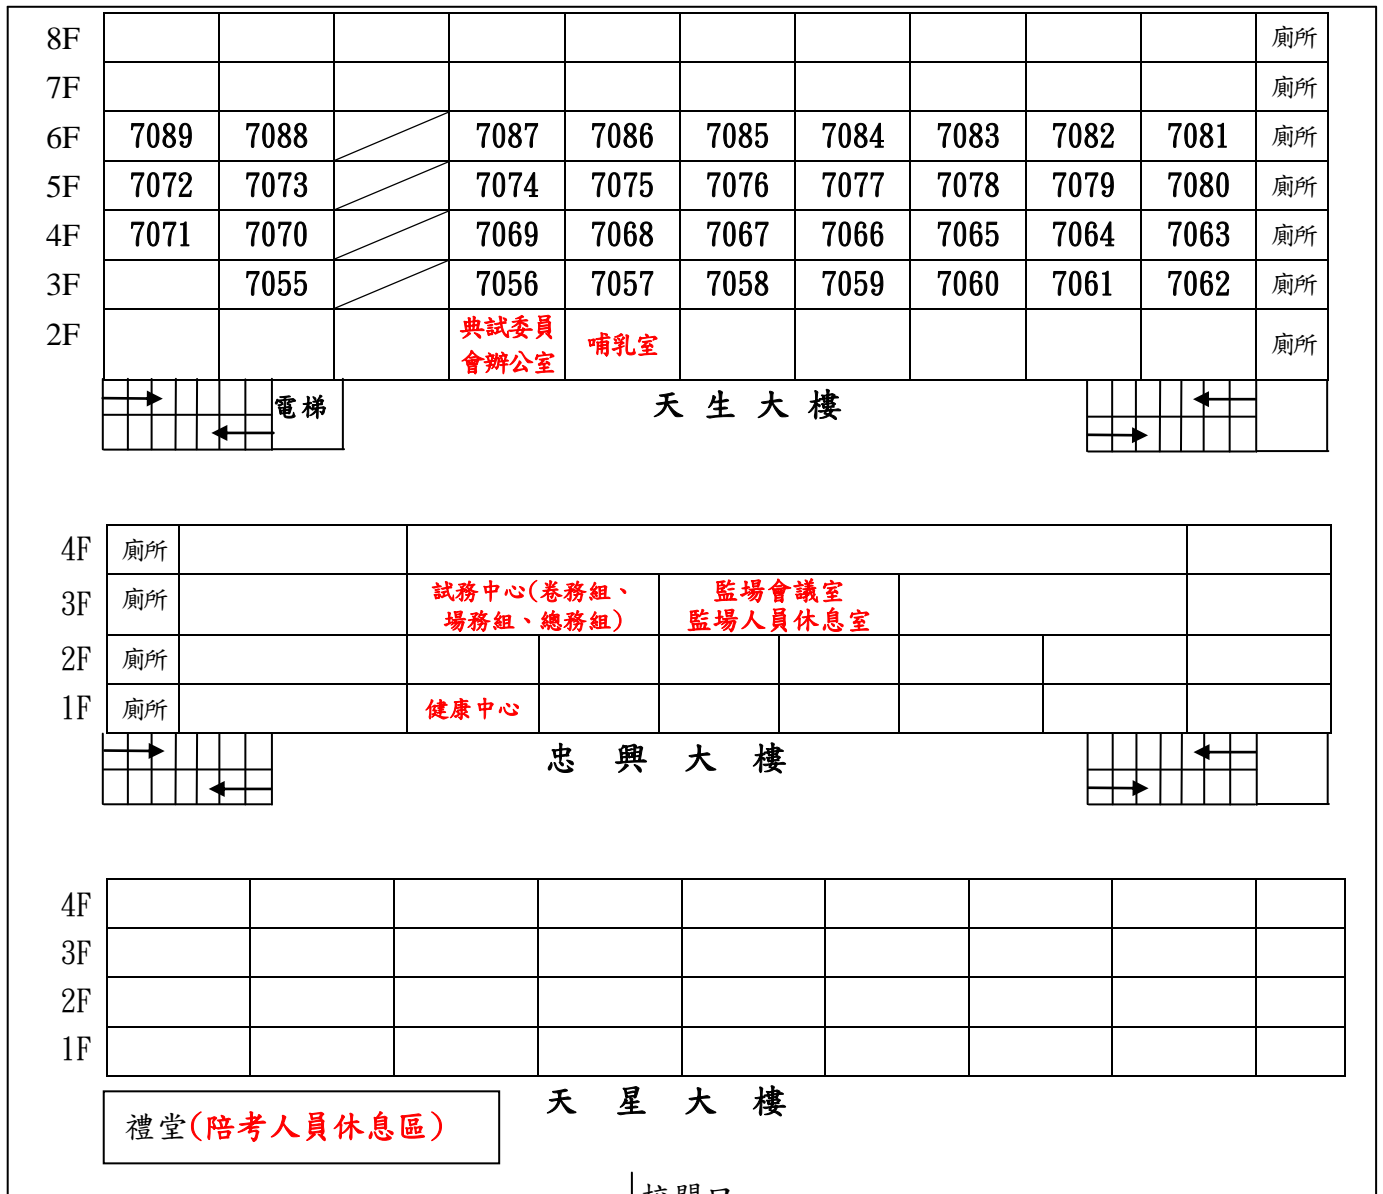 8F 廁所
7F 廁所
6F 7089 7088 7087 7086 7085 7084 7083 7082 7081 廁所
5F 7072 7073 7074 7075 7076 7077 7078 7079 7080 廁所
4F 7071 7070 7069 7068 7067 7066 7065 7064 7063 廁所
3F 7055 7056 7057 7058 7059 7060 7061 7062 廁所
2F 典試委員 哺乳室 廁所
會辦公室
電梯 天生大樓
4F 廁所
3F 廁所 試務中心(卷務組、 監場會議室
場務組、總務組) 監場人員休息室
2F 廁所
1F 廁所 健康中心
忠興大樓
4F
3F
2F
1F
天星大樓
禮堂(陪考人員休息區)